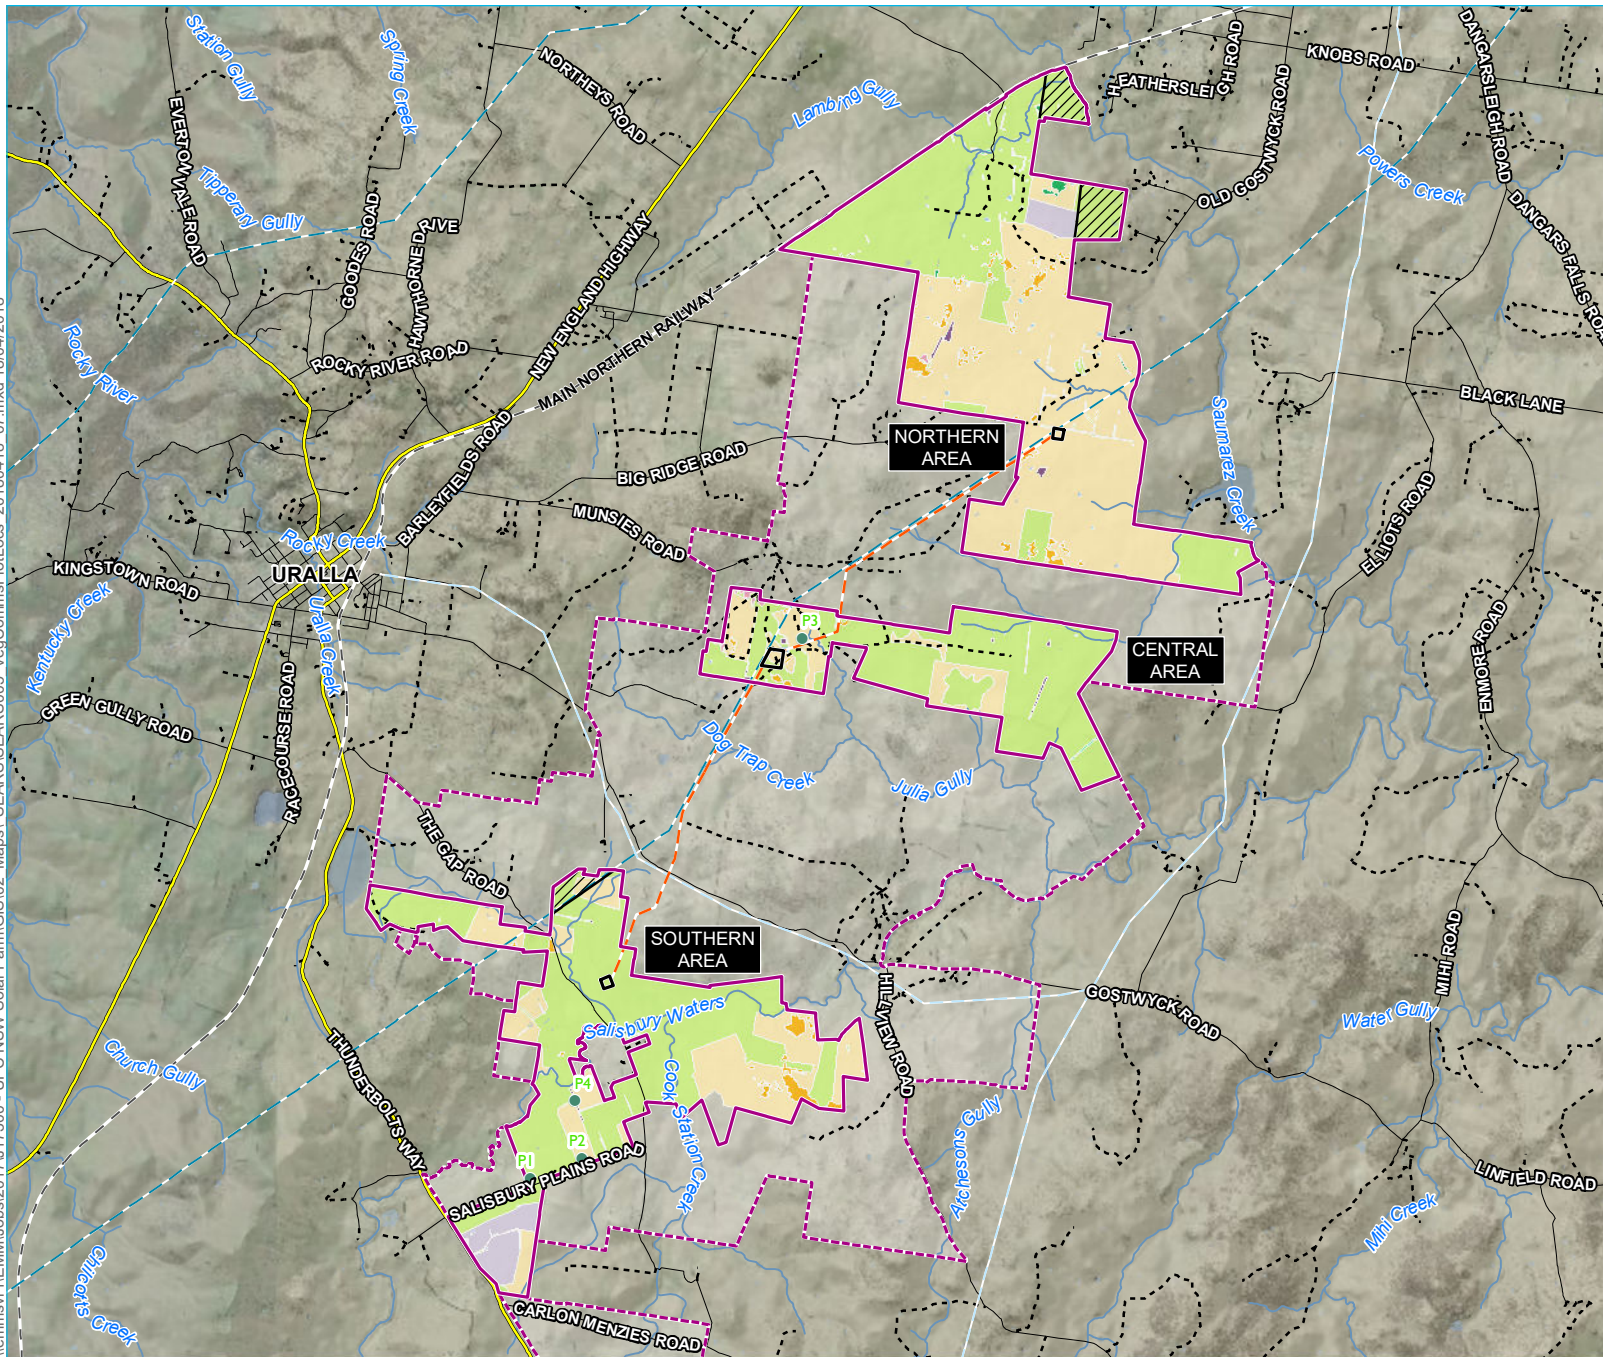 Station Gully
Spring Creek
NORTHEYS ROAD
Lambing Gully
HEATHERSLEIGH ROAD
KNOBS ROAD
DANGARSLEIGH ROAD
EVERTON VALE ROAD
Tipperary Gully
GOODES ROAD
HAWTHORNE DRIVE
OLD GOSTWYCK ROAD
Powers Creek
DANGARS FALLS ROAD
NEW ENGLAND HIGHWAY
MAIN NORTHERN RAILWAY
Rocky River
ROCKY RIVER ROAD
BLACK LANE
Saumarez Creek
NORTHERN
AREA
BIG RIDGE ROAD
BARLEYFIELDS ROAD
MUNSIES ROAD
ELLIOTS ROAD
Rocky Creek
URALLA
KINGSTOWN ROAD
Kentucky Creek
Uralla Creek
P3
CENTRAL
AREA
ENMORE ROAD
GREEN GULLY ROAD
RACECOURSE ROAD
Dog Trap Creek
Julia Gully
THE GAP ROAD
SOUTHERN
AREA
MIHI ROAD
HILLVIEW ROAD
GOSTWYCK ROAD
Water Gully
Salisbury Waters
Church Gully
THUNDERBOLTS WAY
Cook Station Creek
P4
P2
P1
SALISBURY PLAINS ROAD
Atchesons Gully
LINFIELD ROAD
Mihi Creek
Chilcotts Creek
CARLON MENZIES ROAD